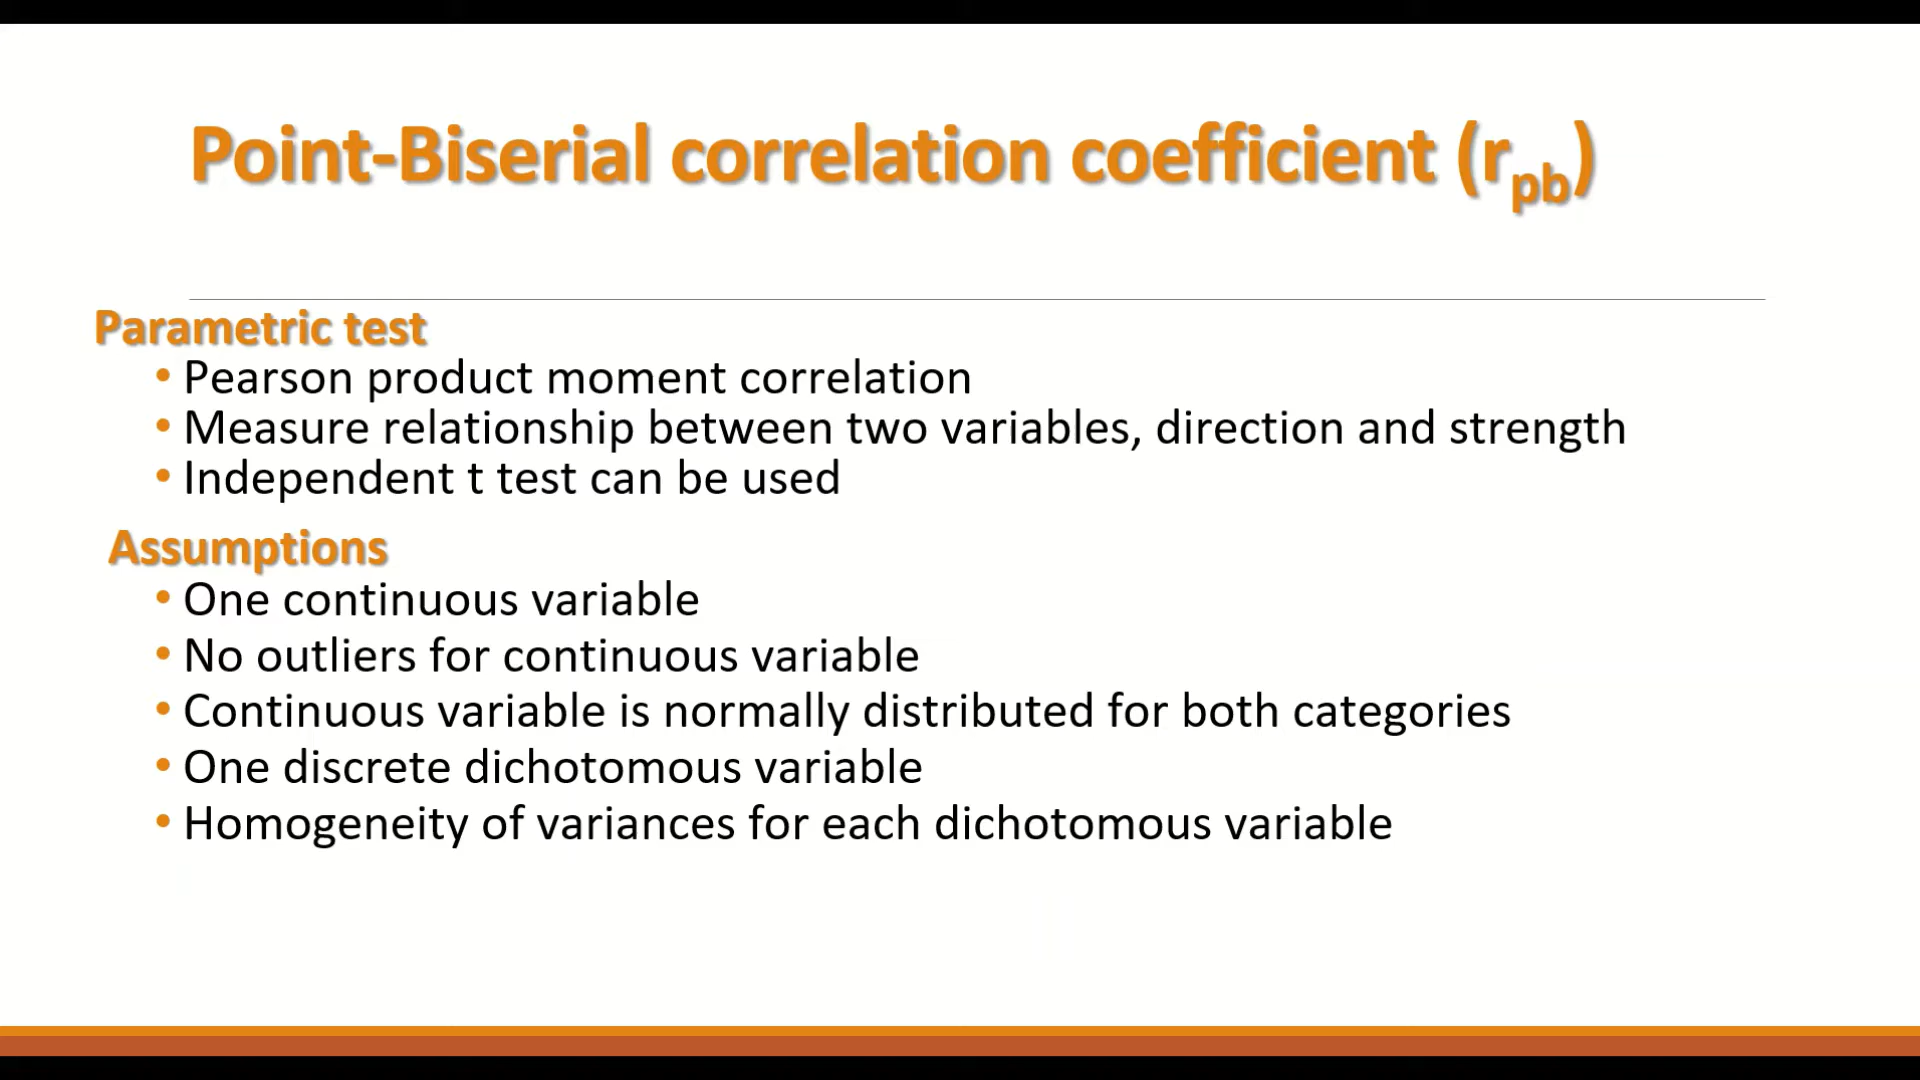 Point-Biserial correlation coefficient (rpb)
Parametric test
• Pearson product moment correlation
• Measure relationship between two variables, direction and strength
• Independent t test can be used
Assumptions
• One continuous variable
• No outliers for continuous variable
• Continuous variable is normally distributed for both categories
• One discrete dichotomous variable
• Homogeneity of variances for each dichotomous variable